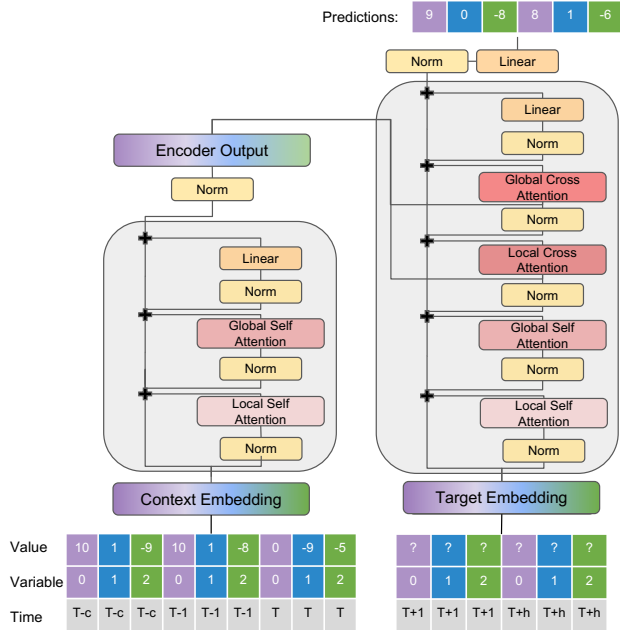 Predictions: 9 0 -8 8 1 -6
Norm Linear
Linear
Norm
Global Cross
Attention
Norm
Local Cross
Attention
Norm
Global Self
Attention
Norm
Local Self
Attention
Norm
Target Embedding
Encoder Output
Norm
Linear
Norm
Global Self
Attention
Norm
Local Self
Attention
Norm
Context Embedding
Value 10 1 -9 10 1 -8 0 -9 -5
Variable 0 1 2 0 1 2 0 1 2
Time T-c T-c T-c T-1 T-1 T-1 T T T
? ? ? ? ? ?
0 1 2 0 1 2
T+1 T+1 T+1 T+h T+h T+h